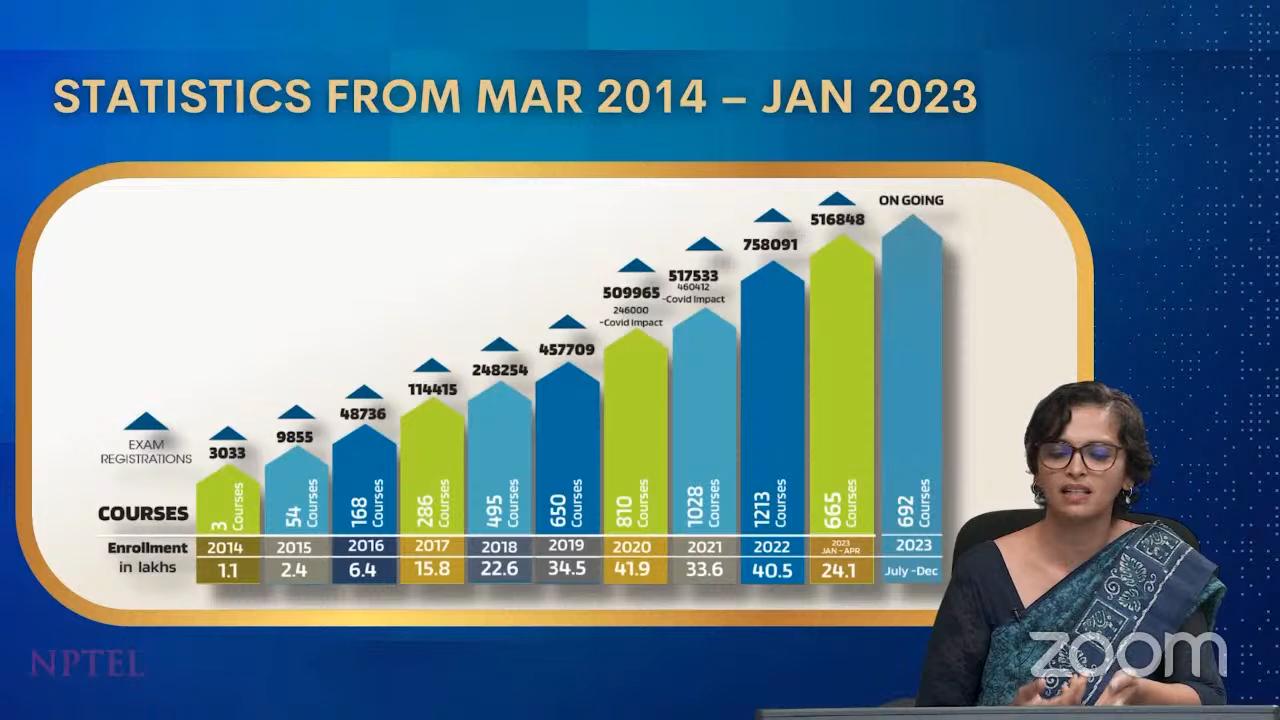 STATISTICS FROM MAR 2014 – JAN 2023
ON GOING
516848
758091
517533
460412
-Covid Impact
509965
246000
-Covid Impact
457709
248254
114415
48736
9855
3033
EXAM
REGISTRATIONS
COURSES
3 Courses
54 Courses
168 Courses
286 Courses
495 Courses
650 Courses
810 Courses
1028 Courses
1213 Courses
665 Courses
692 Courses
Enrollment
in lakhs
2014 2015 2016 2017 2018 2019 2020 2021 2022 2023 JAN -APR 2023
1.1 2.4 6.4 15.8 22.6 34.5 41.9 33.6 40.5 24.1 July -Dec
NPTEL
zoom